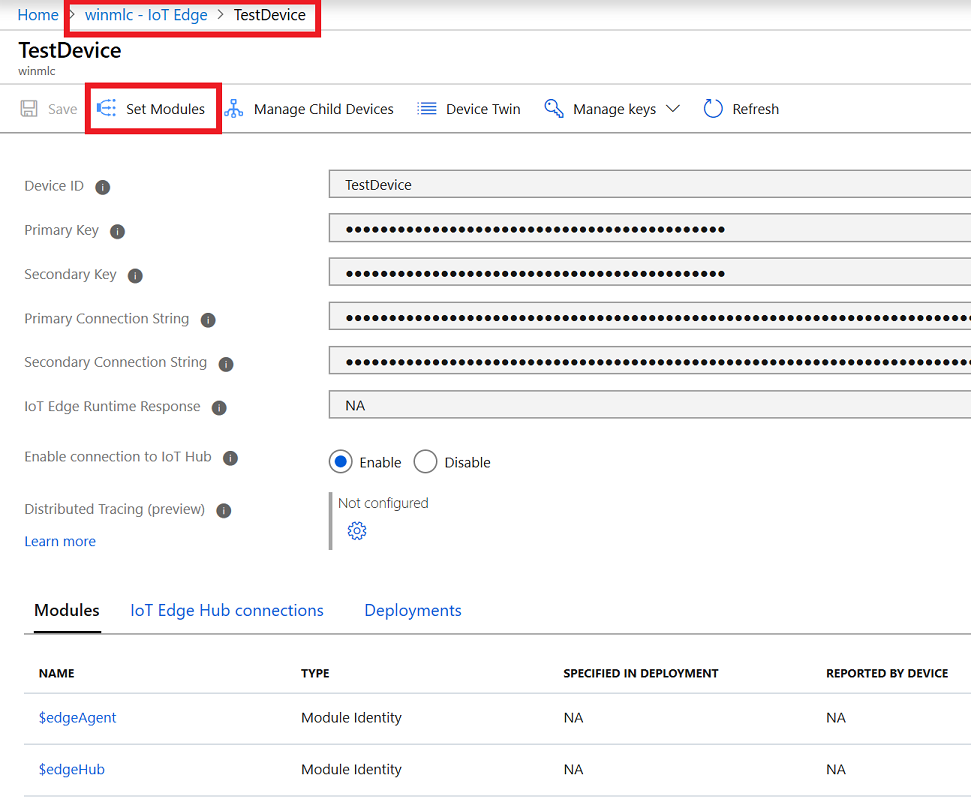 Home > winmlc - IoT Edge > TestDevice
TestDevice
winmlc
Save Set Modules Manage Child Devices Device Twin Manage keys Refresh
Device ID TestDevice
Primary Key ••••••••••••••••••••••••••••••••••••••••••••
Secondary Key ••••••••••••••••••••••••••••••••••••••••••••
Primary Connection String
Secondary Connection String
IoT Edge Runtime Response NA
Enable connection to IoT Hub Enable Disable
Distributed Tracing (preview) Not configured
Learn more
Modules IoT Edge Hub connections Deployments
NAME TYPE SPECIFIED IN DEPLOYMENT REPORTED BY DEVICE
$edgeAgent Module Identity NA NA
$edgeHub Module Identity NA NA